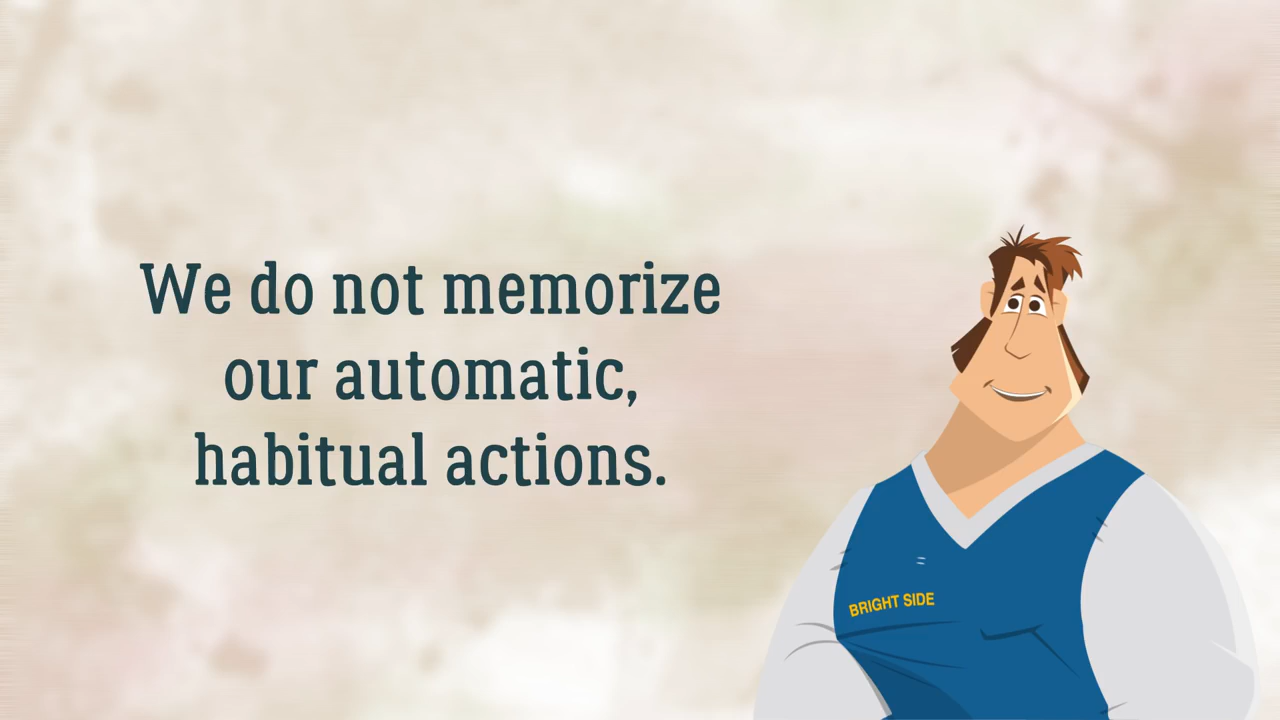 We do not memorize
our automatic,
habitual actions.
BRIGHT SIDE